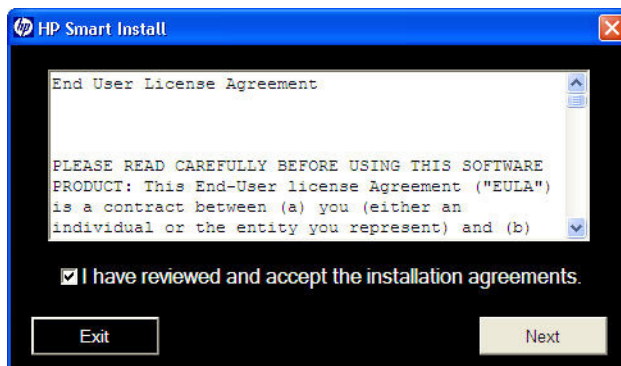 hp HP Smart Install
End User License Agreement
PLEASE READ CAREFULLY BEFORE USING THIS SOFTWARE
PRODUCT: This End-User license Agreement ("EULA")
is a contract between (a) you (either an
individual or the entity you represent) and (b)
I have reviewed and accept the installation agreements.
Exit
Next